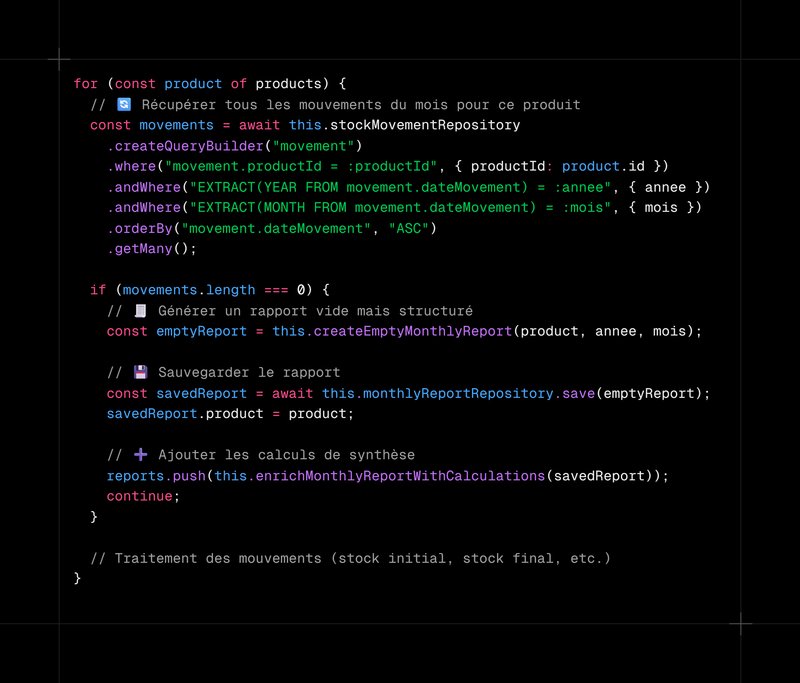 for (const product of products) {
// 🔄 Récupérer tous les mouvements du mois pour ce produit
const movements = await this.stockMovementRepository
.createQueryBuilder("movement")
.where("movement.productId = :productId", { productId: product.id })
.andWhere("EXTRACT(YEAR FROM movement.dateMovement) = :annee", { annee })
.andWhere("EXTRACT(MONTH FROM movement.dateMovement) = :mois", { mois })
.orderBy("movement.dateMovement", "ASC")
.getMany();
if (movements.length === 0) {
// 🧾 Générer un rapport vide mais structuré
const emptyReport = this.createEmptyMonthlyReport(product, annee, mois);
// 💾 Sauvegarder le rapport
const savedReport = await this.monthlyReportRepository.save(emptyReport);
savedReport.product = product;
// ➕ Ajouter les calculs de synthèse
reports.push(this.enrichMonthlyReportWithCalculations(savedReport));
continue;
}
// Traitement des mouvements (stock initial, stock final, etc.)
}